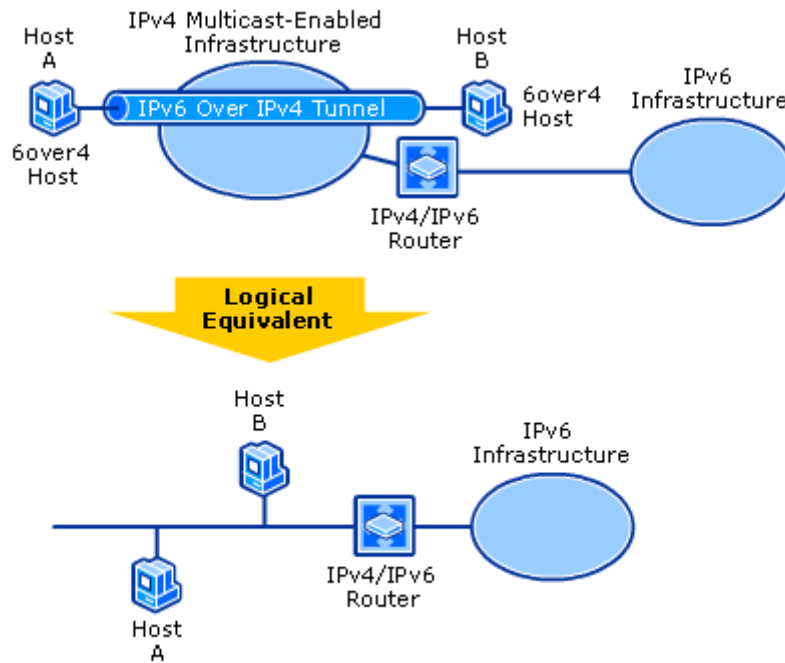 Host
A
IPv4 Multicast-Enabled
Infrastructure
Host
B
IPv6
Infrastructure
IPv6 Over IPv4 Tunnel
6over4
Host
6over4
Host
IPv4/IPv6
Router
Logical
Equivalent
Host
B
IPv6
Infrastructure
IPv4/IPv6
Router
Host
A